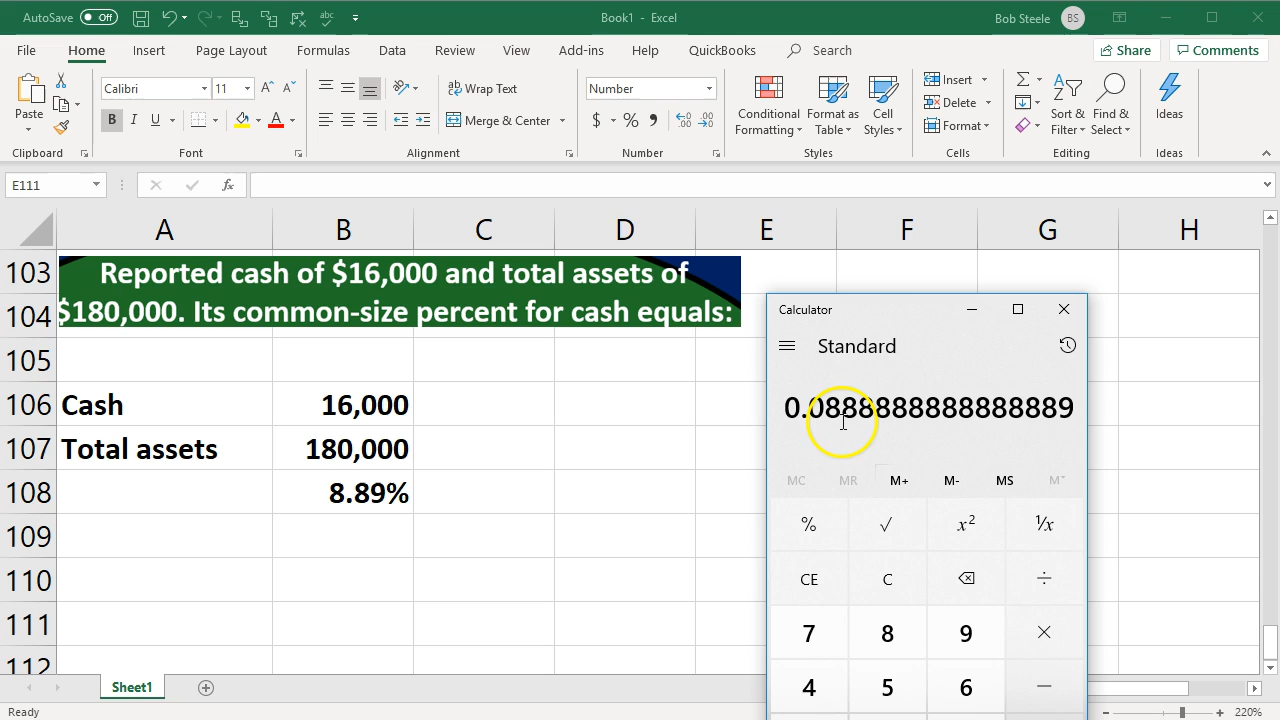 AutoSave Off
Book1 - Excel
Bob Steele BS
File Home Insert Page Layout Formulas Data Review View Add-ins Help QuickBooks Search Share Comments
Paste
Calibri 11
B I U
Wrap Text
Merge & Center
Number
$ % ,
Conditional Formatting
Format as Table
Cell Styles
Insert
Delete
Format
Sort & Filter
Find & Select
Ideas
Clipboard Font Alignment Number Styles Cells Editing Ideas
E111 fx
A B C D E F G H
103 Reported cash of $16,000 and total assets of
104 $180,000. Its common-size percent for cash equals:
105
106 Cash 16,000
107 Total assets 180,000
108 8.89%
109
110
111
112
Calculator
Standard
0.0888888888888889
MC MR M+ M- MS M˅
% √ x² ¹/x
CE C ÷
7 8 9 ×
4 5 6 −
Sheet1
Ready
220%